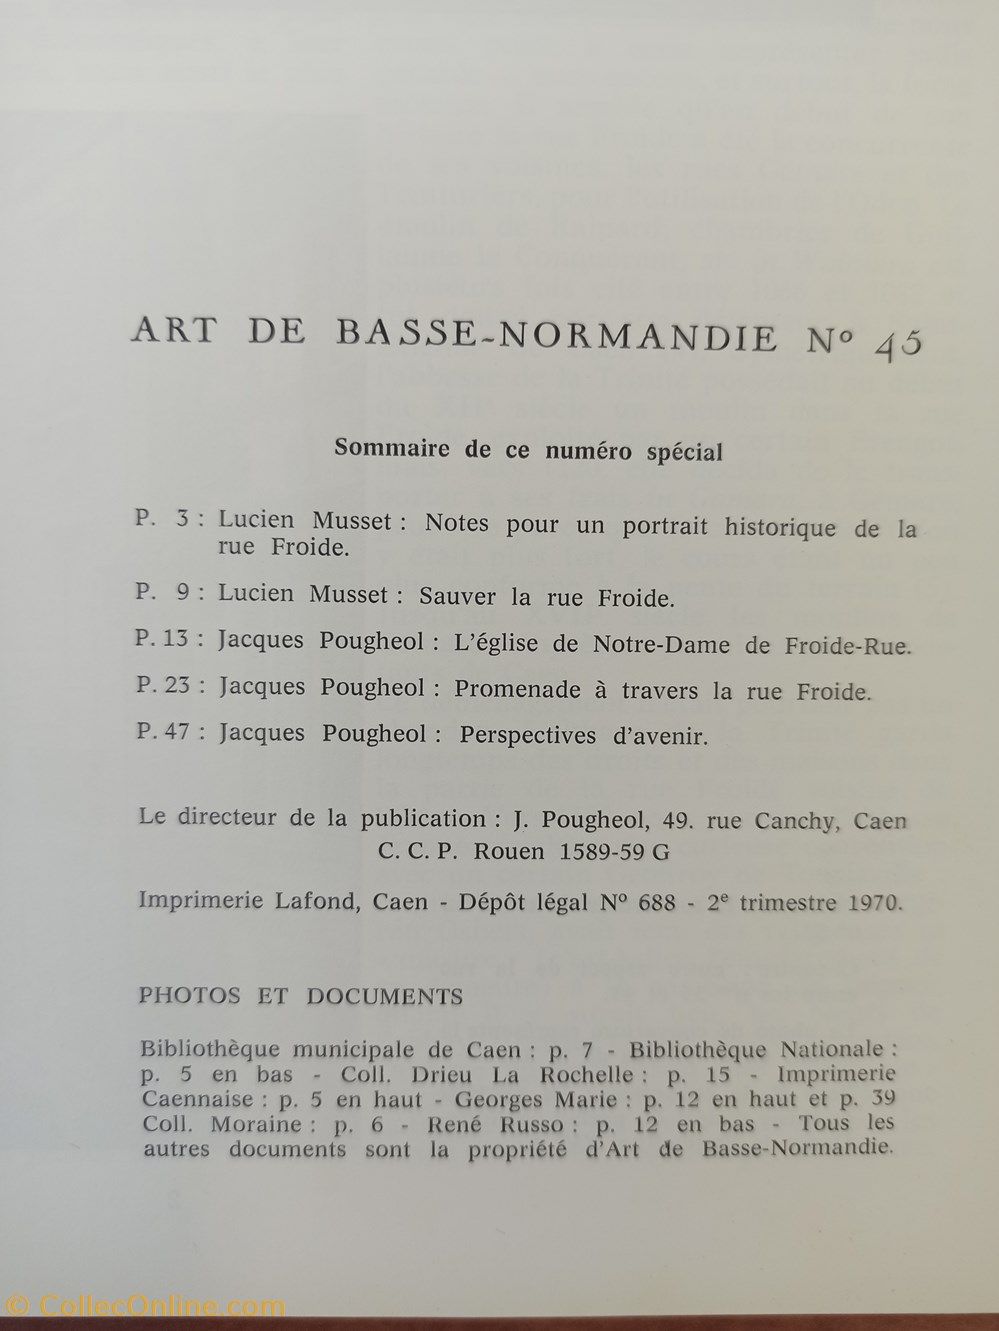 ART DE BASSE-NORMANDIE Nº 45
Sommaire de ce numéro spécial
P. 3 : Lucien Musset : Notes pour un portrait historique de la
rue Froide.
P. 9 : Lucien Musset : Sauver la rue Froide.
P. 13 : Jacques Pougheol : L'église de Notre-Dame de Froide-Rue.
P. 23 : Jacques Pougheol : Promenade à travers la rue Froide.
P. 47 : Jacques Pougheol : Perspectives d'avenir.
Le directeur de la publication : J. Pougheol, 49. rue Canchy, Caen
C. C. P. Rouen 1589-59 G
Imprimerie Lafond, Caen - Dépôt légal Nº 688 - 2e trimestre 1970.
PHOTOS ET DOCUMENTS
Bibliothèque municipale de Caen : p. 7 - Bibliothèque Nationale :
p. 5 en bas - Coll. Drieu La Rochelle : p. 15 - Imprimerie
Caennaise : p. 5 en haut - Georges Marie : p. 12 en haut et p. 39
Coll. Moraine : p. 6 - René Russo : p. 12 en bas - Tous les
autres documents sont la propriété d'Art de Basse-Normandie.
© CollecOnline.com